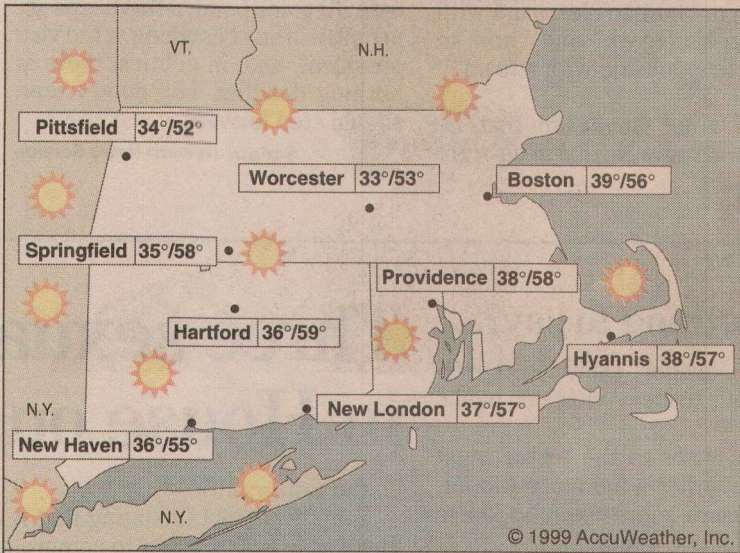 VT.
N.H.
Pittsfield 34°/52°
Worcester 33°/53°
Boston 39°/56°
Springfield 35°/58°
Providence 38°/58°
Hartford 36°/59°
Hyannis 38°/57°
N.Y.
New London 37°/57°
New Haven 36°/55°
N.Y.
© 1999 AccuWeather, Inc.